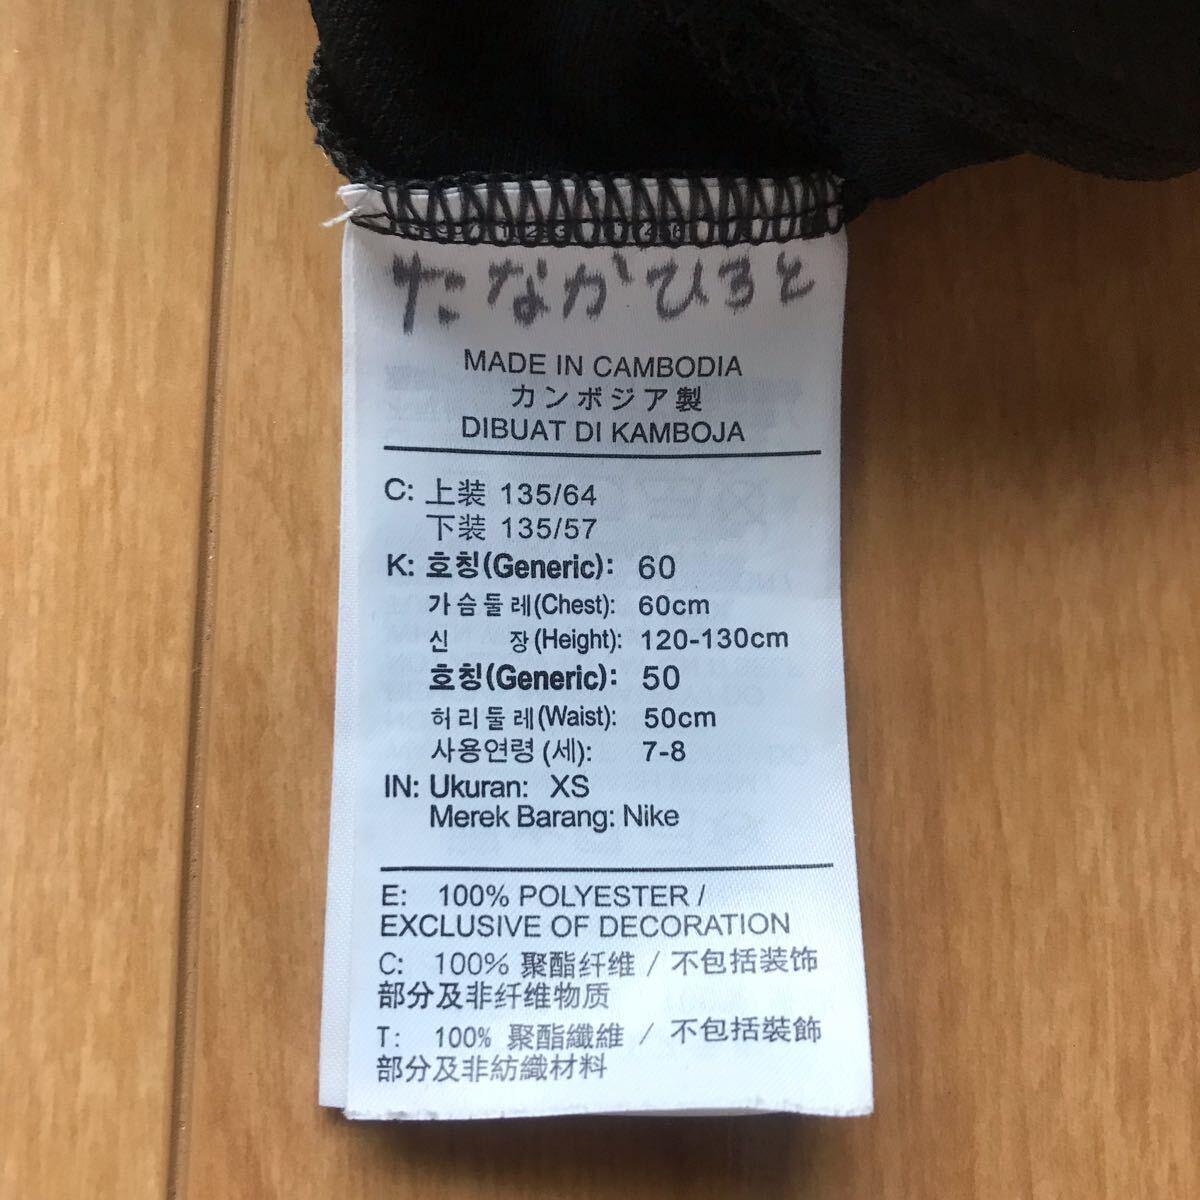 たなかひろと
MADE IN CAMBODIA
カンボジア製
DIBUAT DI KAMBOJA
C: 上装 135/64
下装 135/57
K: 호칭(Generic): 60
가슴둘레(Chest): 60cm
신 장(Height): 120-130cm
호칭(Generic): 50
허리둘레(Waist): 50cm
사용연령 (세): 7-8
IN: Ukuran: XS
Merek Barang: Nike
E: 100% POLYESTER /
EXCLUSIVE OF DECORATION
C: 100% 聚酯纤维 / 不包括装饰
部分及非纤维物质
T: 100% 聚酯纖維 / 不包括裝飾
部分及非紡織材料